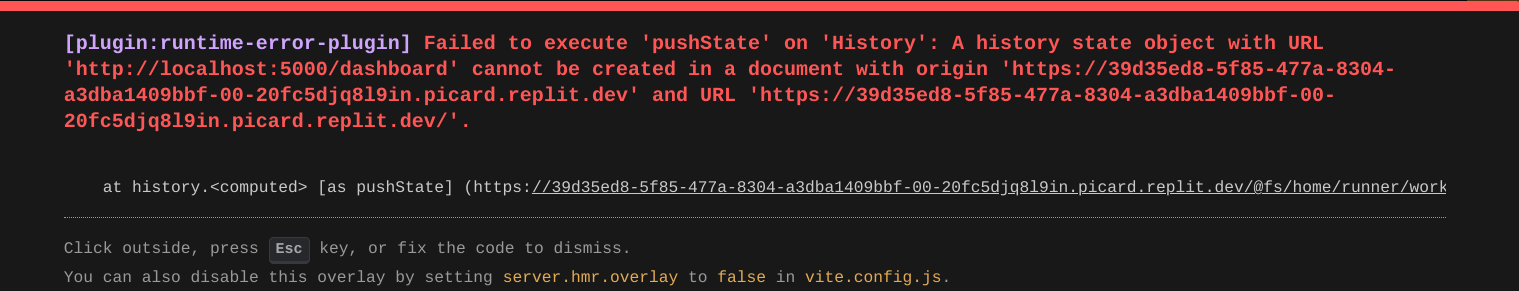 [plugin:runtime-error-plugin] Failed to execute 'pushState' on 'History': A history state object with URL
'http://localhost:5000/dashboard' cannot be created in a document with origin 'https://39d35ed8-5f85-477a-8304-
a3dba1409bbf-00-20fc5djq8l9in.picard.replit.dev' and URL 'https://39d35ed8-5f85-477a-8304-a3dba1409bbf-00-
20fc5djq8l9in.picard.replit.dev/'.
at history.<computed> [as pushState] (https://39d35ed8-5f85-477a-8304-a3dba1409bbf-00-20fc5djq8l9in.picard.replit.dev/@fs/home/runner/work
Click outside, press Esc key, or fix the code to dismiss.
You can also disable this overlay by setting server.hmr.overlay to false in vite.config.js.